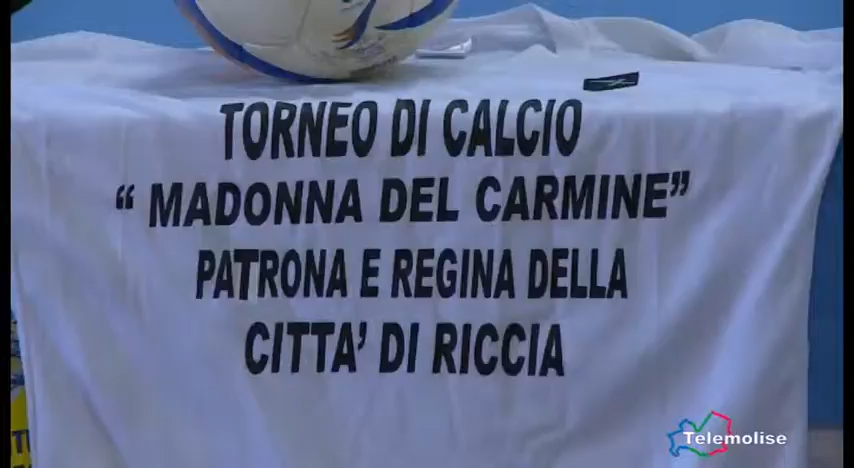 TORNEO DI CALCIO
“ MADONNA DEL CARMINE”
PATRONA E REGINA DELLA
CITTA’ DI RICCIA
Telemolise